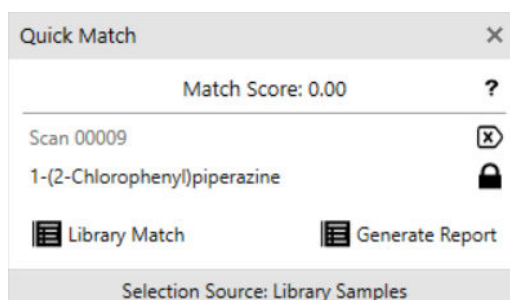 Quick Match
Match Score: 0.00 ?
Scan 00009
1-(2-Chlorophenyl)piperazine
Library Match Generate Report
Selection Source: Library Samples